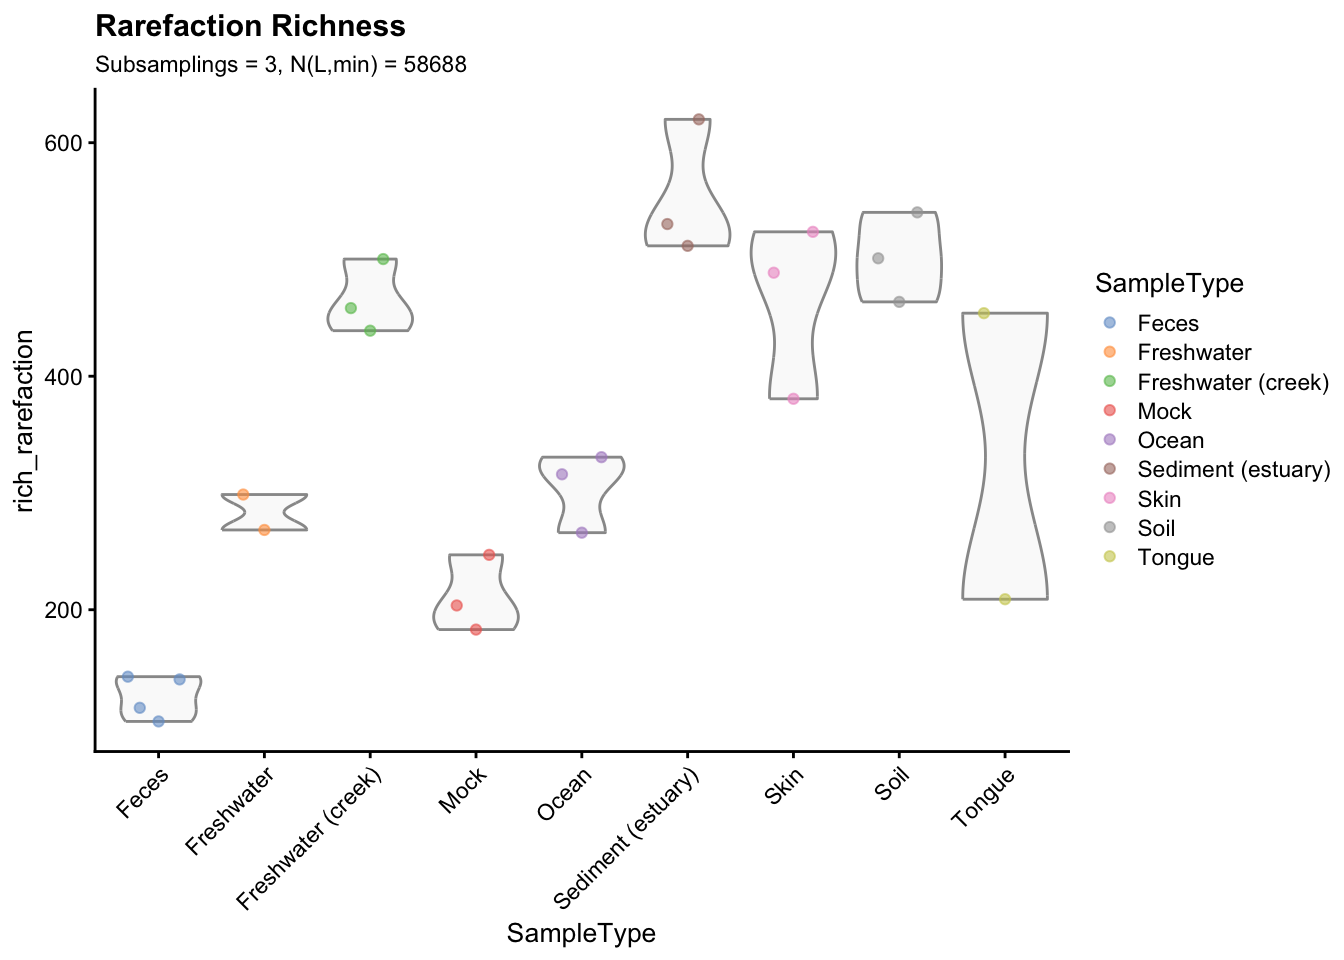 Rarefaction Richness
Subsamplings = 3, N(L,min) = 58688
rich_rarefaction
600
400
200
Feces
Freshwater
Freshwater (creek)
Mock
Ocean
Sediment (estuary)
Skin
Soil
Tongue
SampleType
SampleType
Feces
Freshwater
Freshwater (creek)
Mock
Ocean
Sediment (estuary)
Skin
Soil
Tongue